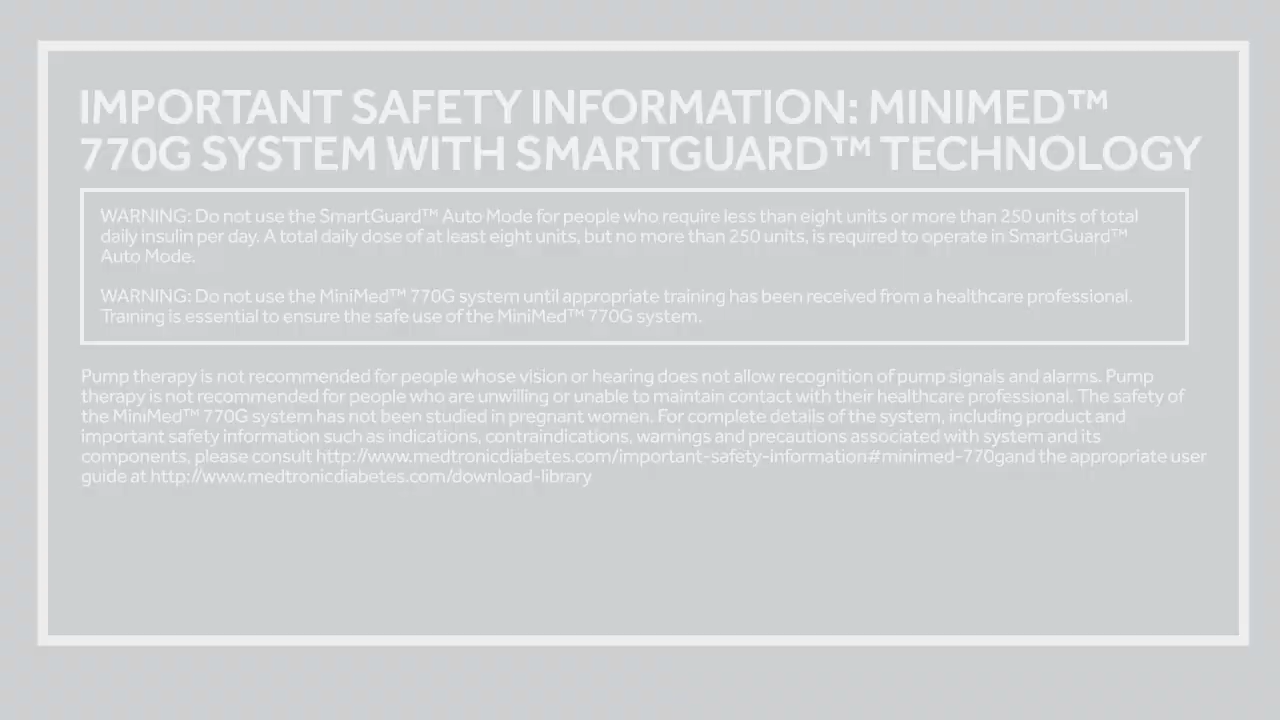 IMPORTANT SAFETY INFORMATION: MINIMED™
770G SYSTEM WITH SMARTGUARD™ TECHNOLOGY
WARNING: Do not use the SmartGuard™ Auto Mode for people who require less than eight units or more than 250 units of total
daily insulin per day. A total daily dose of at least eight units, but no more than 250 units, is required to operate in SmartGuard™
Auto Mode.
WARNING: Do not use the MiniMed™ 770G system until appropriate training has been received from a healthcare professional.
Training is essential to ensure the safe use of the MiniMed™ 770G system.
Pump therapy is not recommended for people whose vision or hearing does not allow recognition of pump signals and alarms. Pump
therapy is not recommended for people who are unwilling or unable to maintain contact with their healthcare professional. The safety of
the MiniMed™ 770G system has not been studied in pregnant women. For complete details of the system, including product and
important safety information such as indications, contraindications, warnings and precautions associated with system and its
components, please consult http://www.medtronicdiabetes.com/important-safety-information#minimed-770gand the appropriate user
guide at http://www.medtronicdiabetes.com/download-library